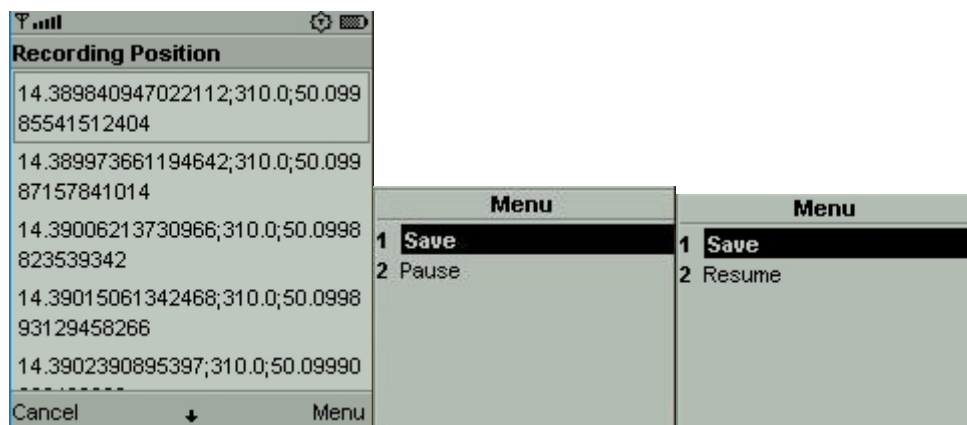 Recording Position
14.389840947022112;310.0;50.099
85541512404
14.389973661194642;310.0;50.099
87157841014
14.39006213730966;310.0;50.0998
823539342
14.39015061342468;310.0;50.0998
93129458266
14.3902390895397;310.0;50.09990
Cancel
Menu
Menu
1 Save
2 Pause
Menu
1 Save
2 Resume